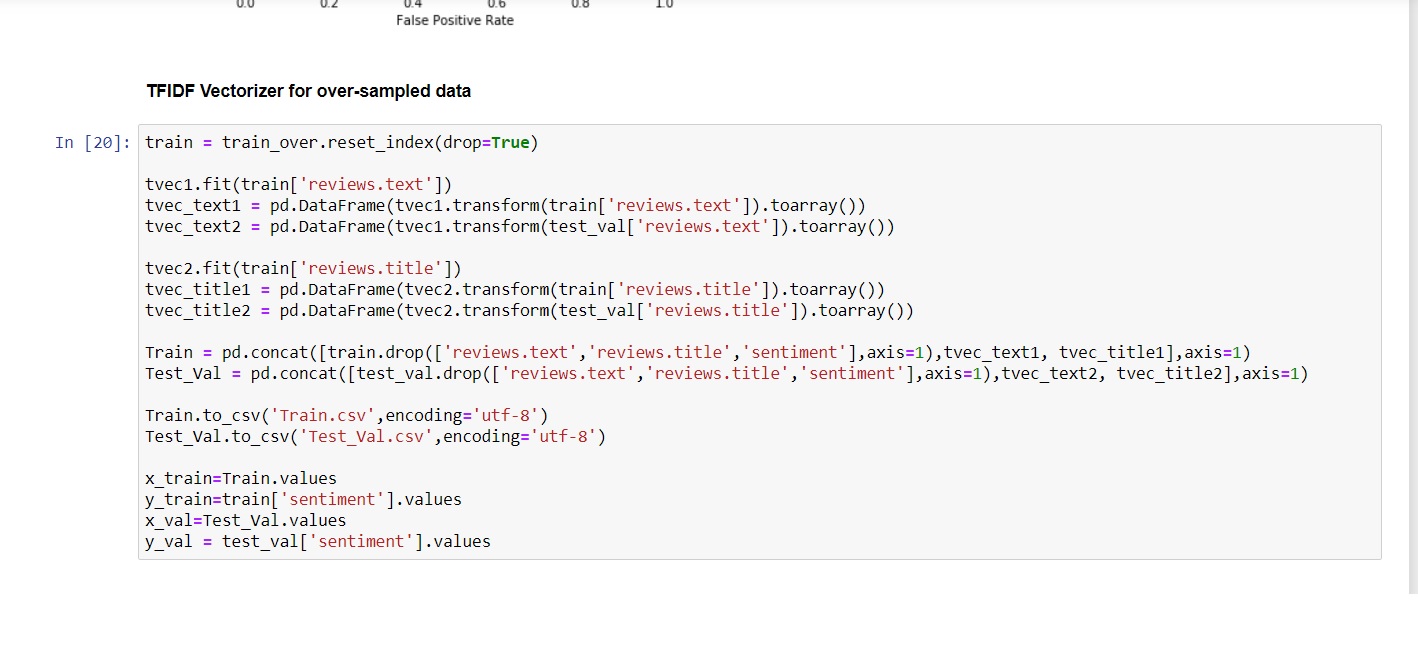 0.0 0.2 0.4 0.6 0.8 1.0
False Positive Rate
TFIDF Vectorizer for over-sampled data
In [20]:
train = train_over.reset_index(drop=True)
tvec1.fit(train['reviews.text'])
tvec_text1 = pd.DataFrame(tvec1.transform(train['reviews.text']).toarray())
tvec_text2 = pd.DataFrame(tvec1.transform(test_val['reviews.text']).toarray())
tvec2.fit(train['reviews.title'])
tvec_title1 = pd.DataFrame(tvec2.transform(train['reviews.title']).toarray())
tvec_title2 = pd.DataFrame(tvec2.transform(test_val['reviews.title']).toarray())
Train = pd.concat([train.drop(['reviews.text','reviews.title','sentiment'],axis=1),tvec_text1, tvec_title1],axis=1)
Test_Val = pd.concat([test_val.drop(['reviews.text','reviews.title','sentiment'],axis=1),tvec_text2, tvec_title2],axis=1)
Train.to_csv('Train.csv',encoding='utf-8')
Test_Val.to_csv('Test_Val.csv',encoding='utf-8')
x_train=Train.values
y_train=train['sentiment'].values
x_val=Test_Val.values
y_val = test_val['sentiment'].values